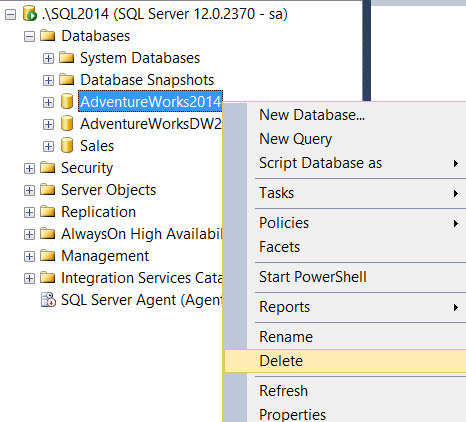 .\SQL2014 (SQL Server 12.0.2370 - sa)
Databases
System Databases
Database Snapshots
AdventureWorks2014
AdventureWorksDW2
Sales
Security
Server Objects
Replication
AlwaysOn High Availabi
Management
Integration Services Cata
SQL Server Agent (Agen
New Database...
New Query
Script Database as
Tasks
Policies
Facets
Start PowerShell
Reports
Rename
Delete
Refresh
Properties